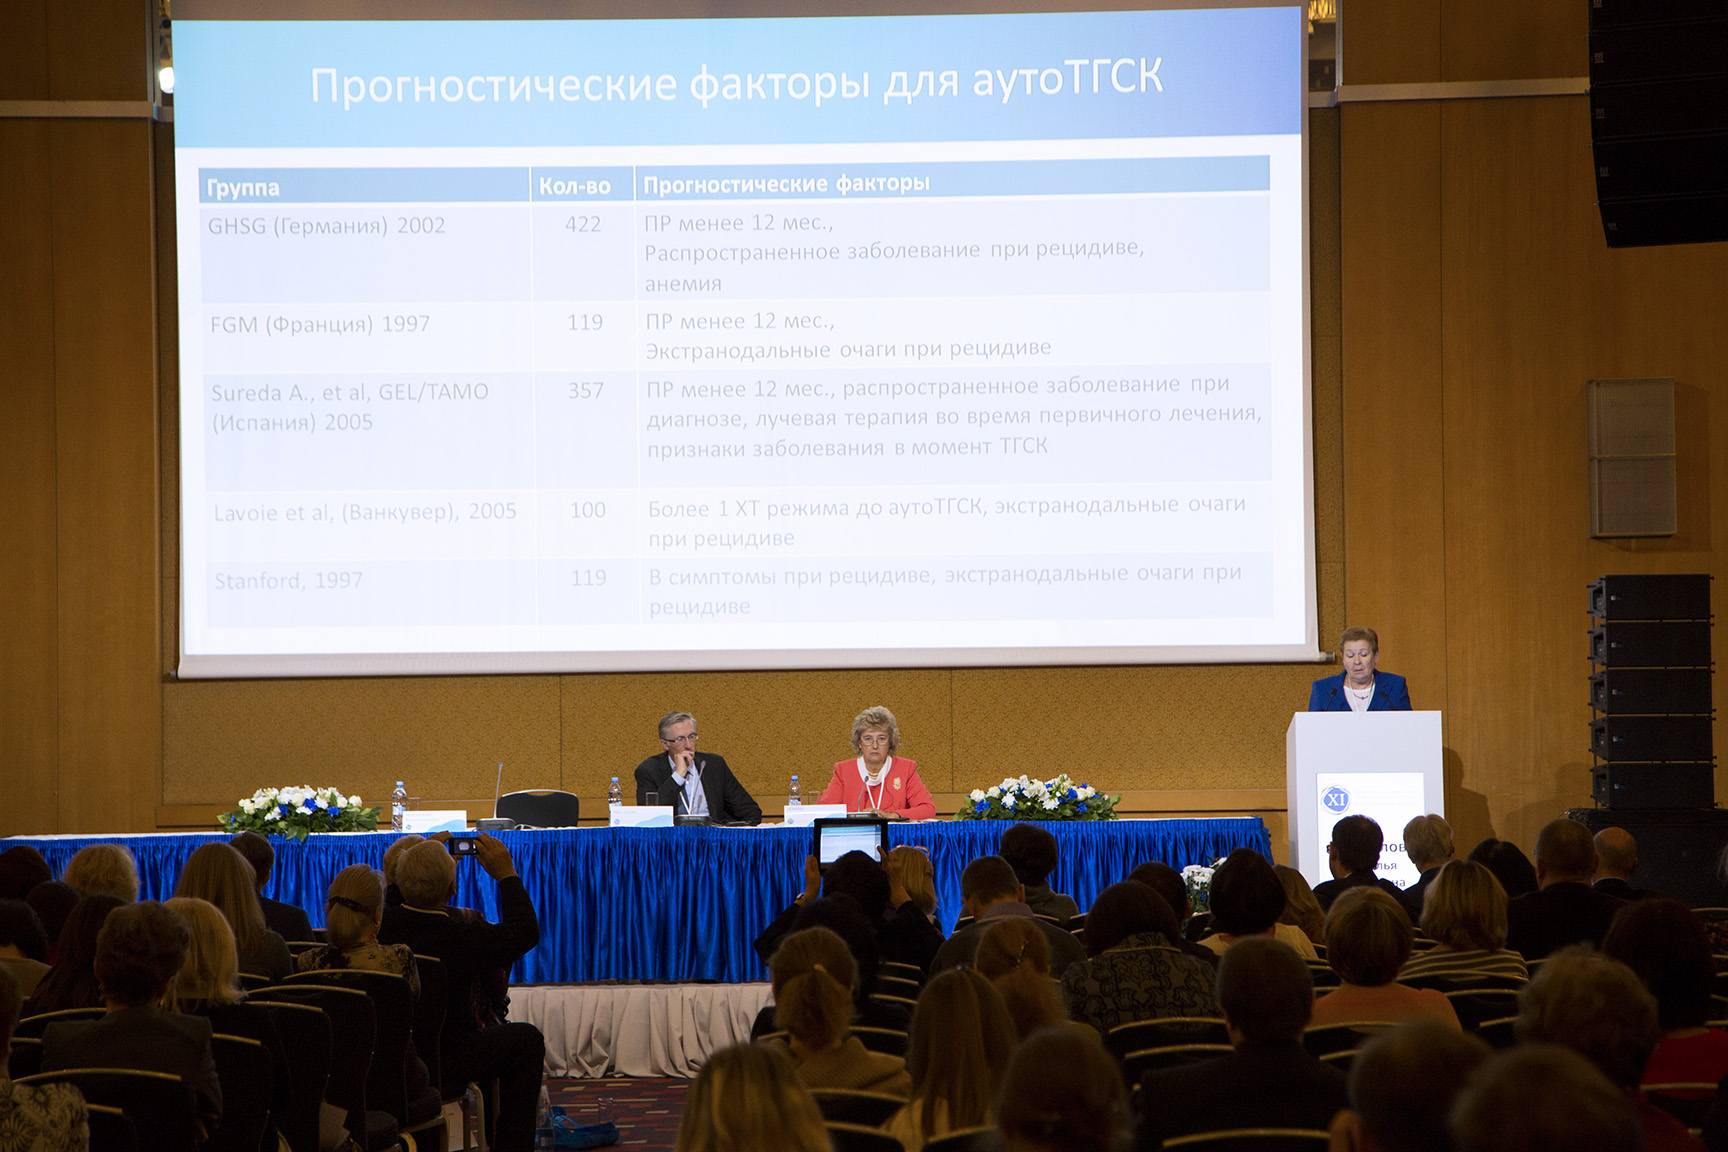 Прогностические факторы для аутоТГСК
Группа
Кол-во
Прогностические факторы
GHSG (Германия) 2002
422
ПР менее 12 мес.,
Распространенное заболевание при рецидиве,
анемия
FGM (Франция) 1997
119
ПР менее 12 мес.,
Экстранодальные очаги при рецидиве
Sureda A., et al, GEL/TAMO
(Испания) 2005
357
ПР менее 12 мес., распространенное заболевание при
диагнозе, лучевая терапия во время первичного лечения,
признаки заболевания в момент ТГСК
Lavoie et al, (Ванкувер), 2005
100
Более 1 ХТ режима до аутоТГСК, экстранодальные очаги
при рецидиве
Stanford, 1997
119
В симптомы при рецидиве, экстранодальные очаги при
рецидиве
XI